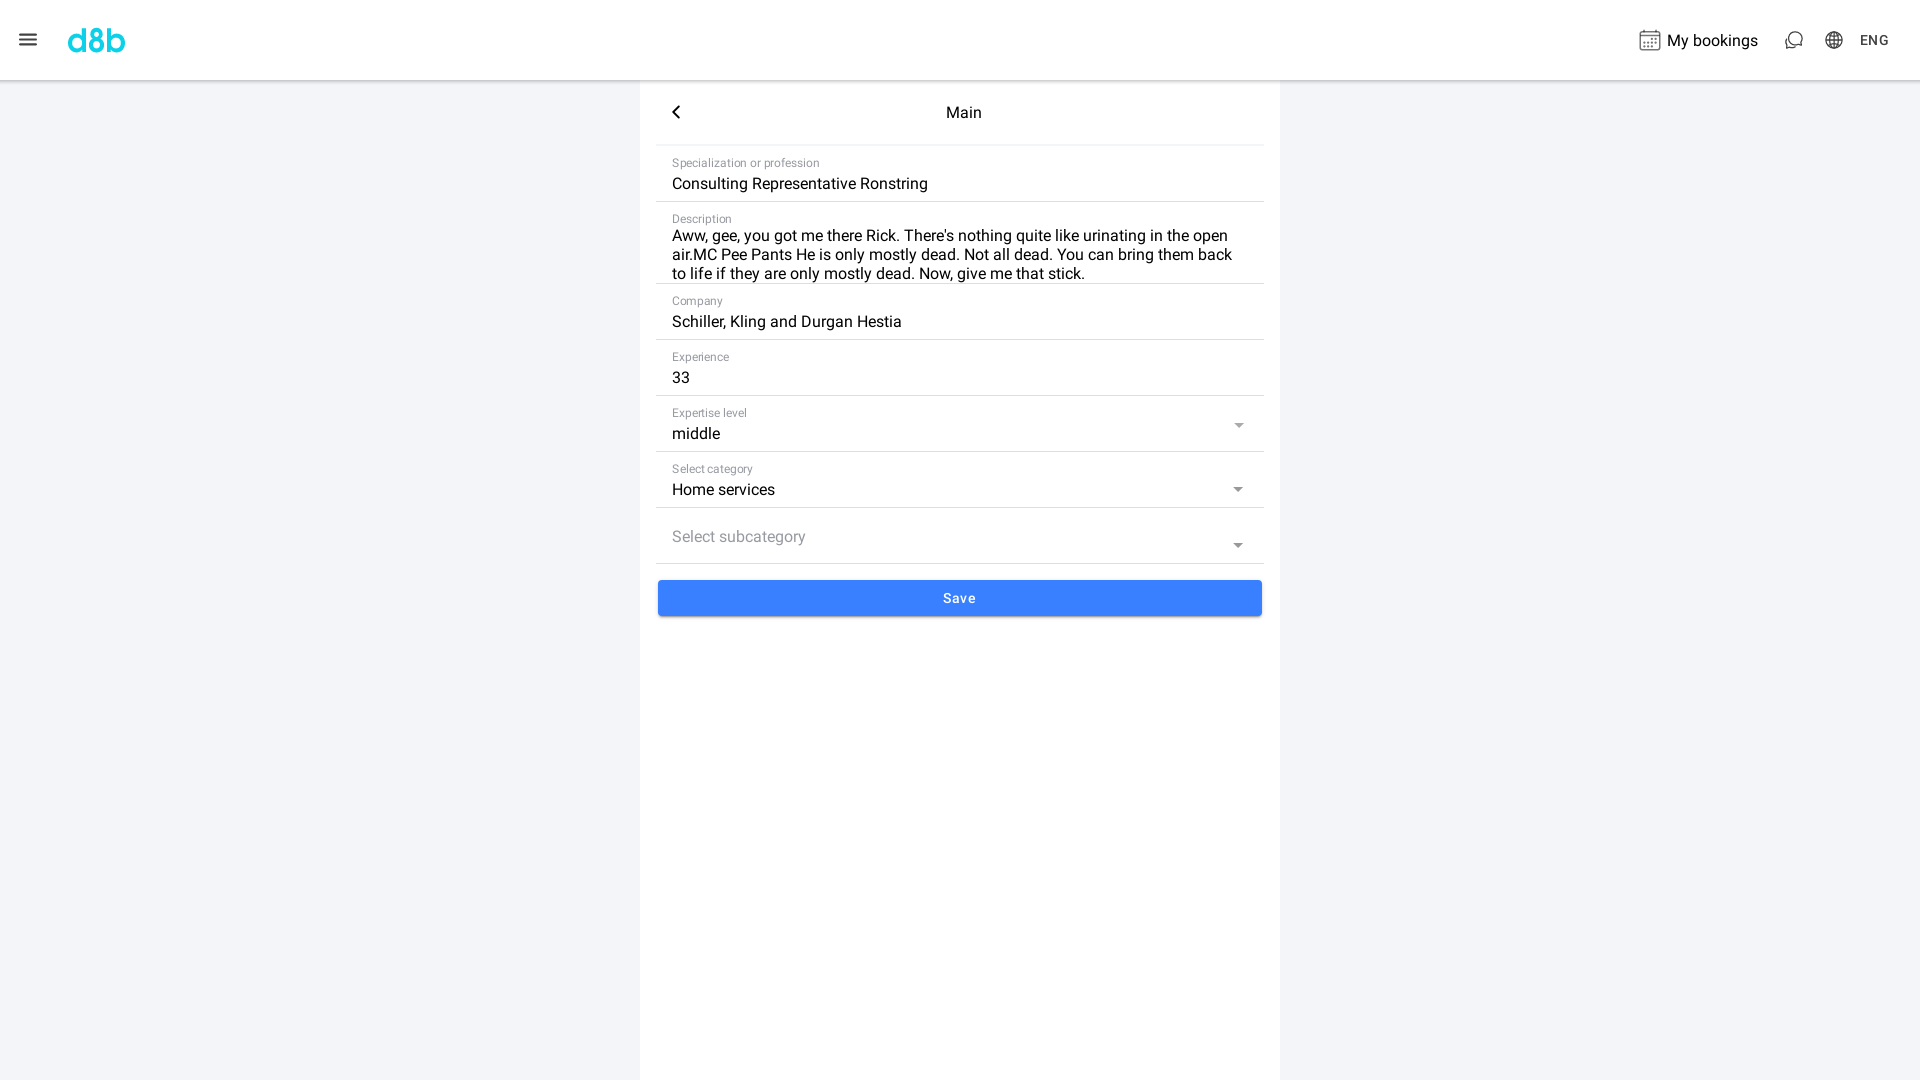 d8b
My bookings
ENG
Main
Specialization or profession
Consulting Representative Ronstring
Description
Aww, gee, you got me there Rick. There's nothing quite like urinating in the open
air.MC Pee Pants He is only mostly dead. Not all dead. You can bring them back
to life if they are only mostly dead. Now, give me that stick.
Company
Schiller, Kling and Durgan Hestia
Experience
33
Expertise level
middle
Select category
Home services
Select subcategory
Save